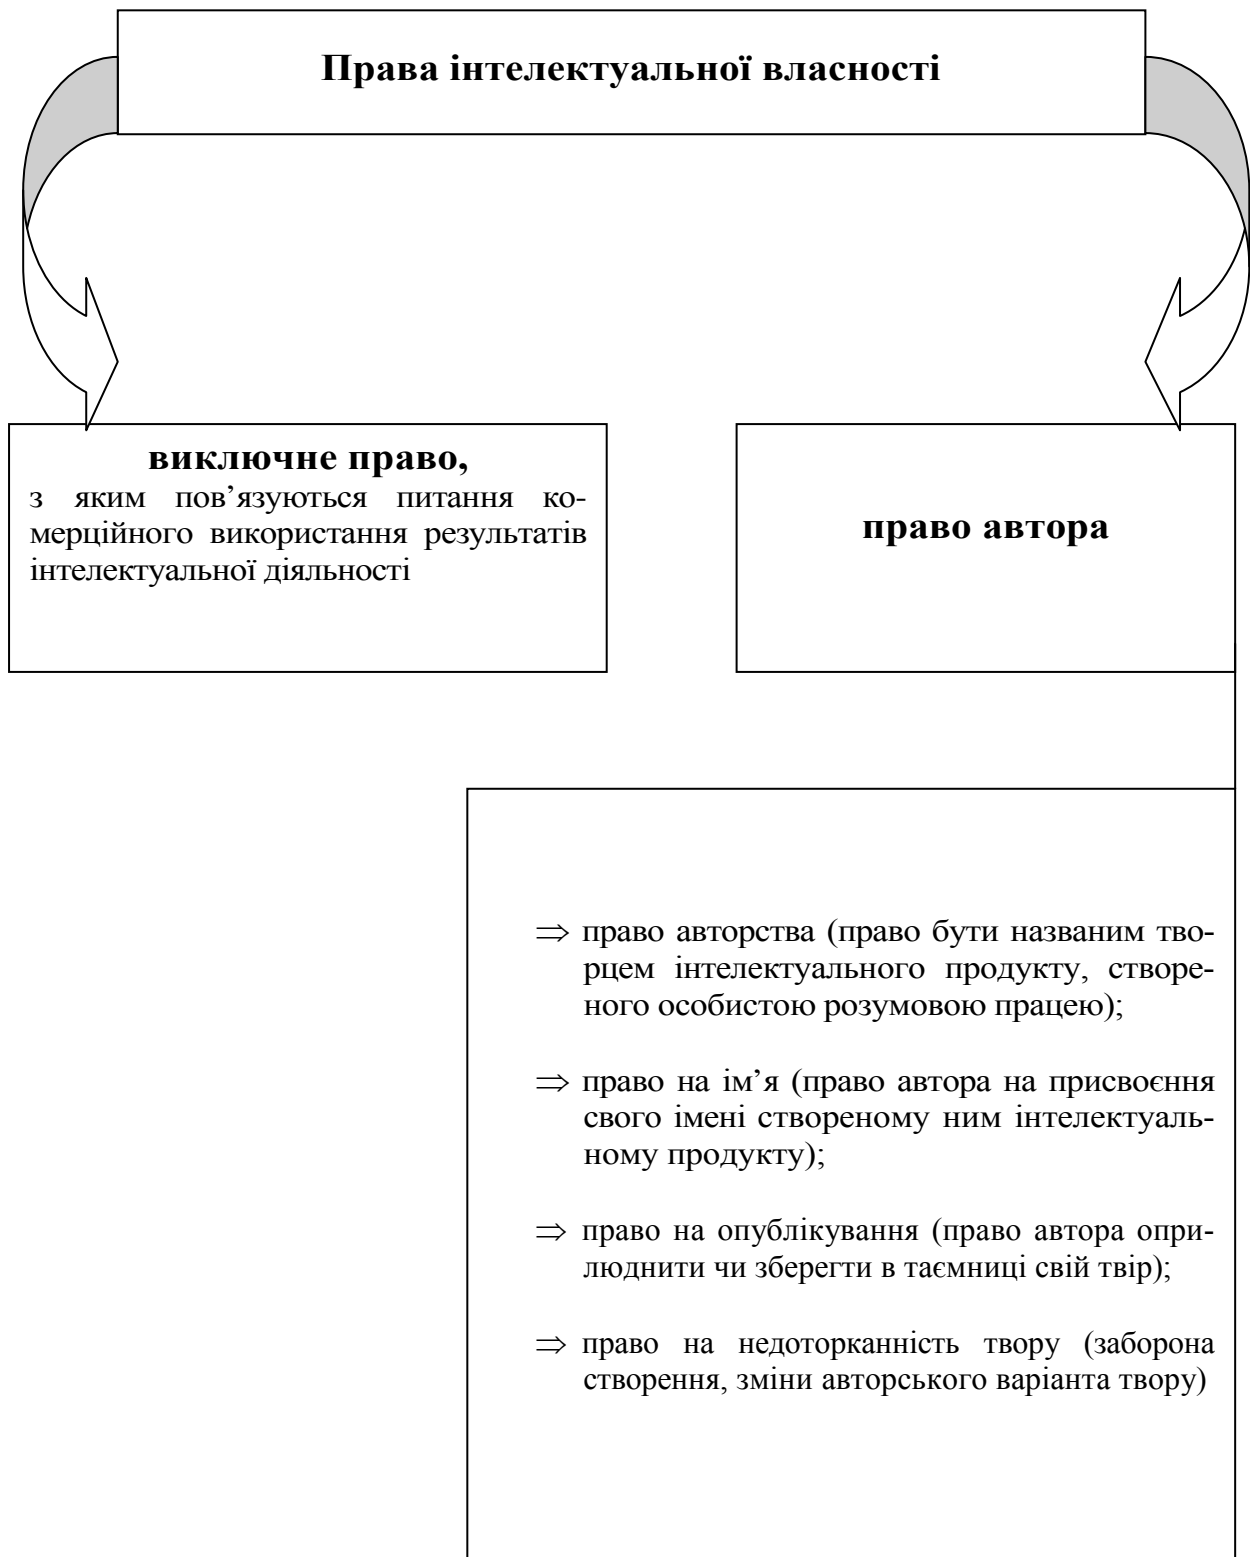 Права інтелектуальної власності
виключне право,
з яким пов’язуються питання ко-
мерційного використання результатів
інтелектуальної діяльності
право автора
⇒ право авторства (право бути названим тво-
рцем інтелектуального продукту, створе-
ного особистою розумовою працею);
⇒ право на ім’я (право автора на присвоєння
свого імені створеному ним інтелектуаль-
ному продукту);
⇒ право на опублікування (право автора опри-
люднити чи зберегти в таємниці свій твір);
⇒ право на недоторканність твору (заборона
створення, зміни авторського варіанта твору)